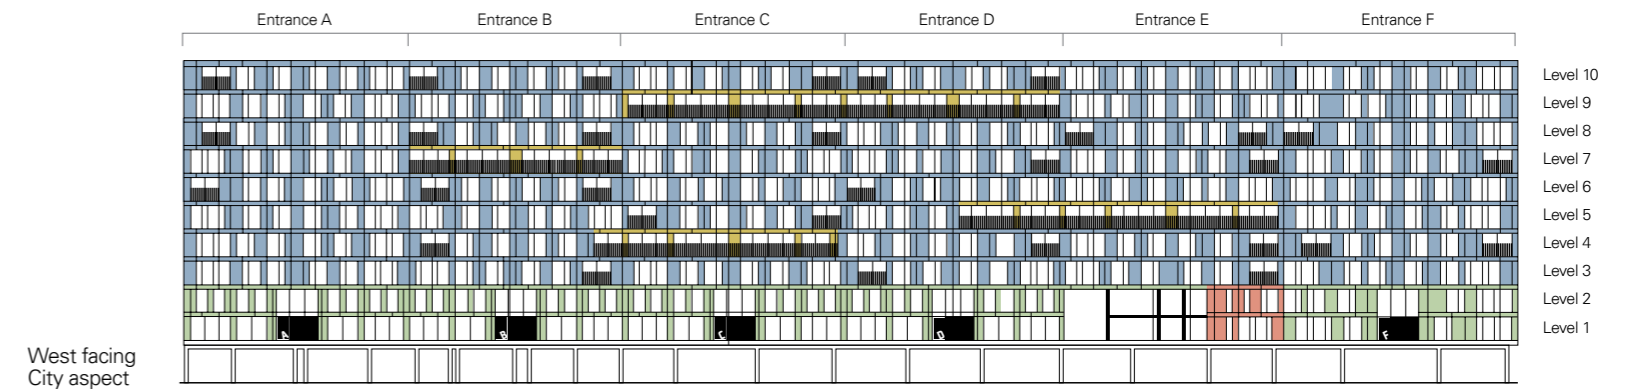 Entrance A
Entrance B
Entrance C
Entrance D
Entrance E
Entrance F
Level 10
Level 9
Level 8
Level 7
Level 6
Level 5
Level 4
Level 3
Level 2
Level 1
A
B
C
D
F
West facing
City aspect